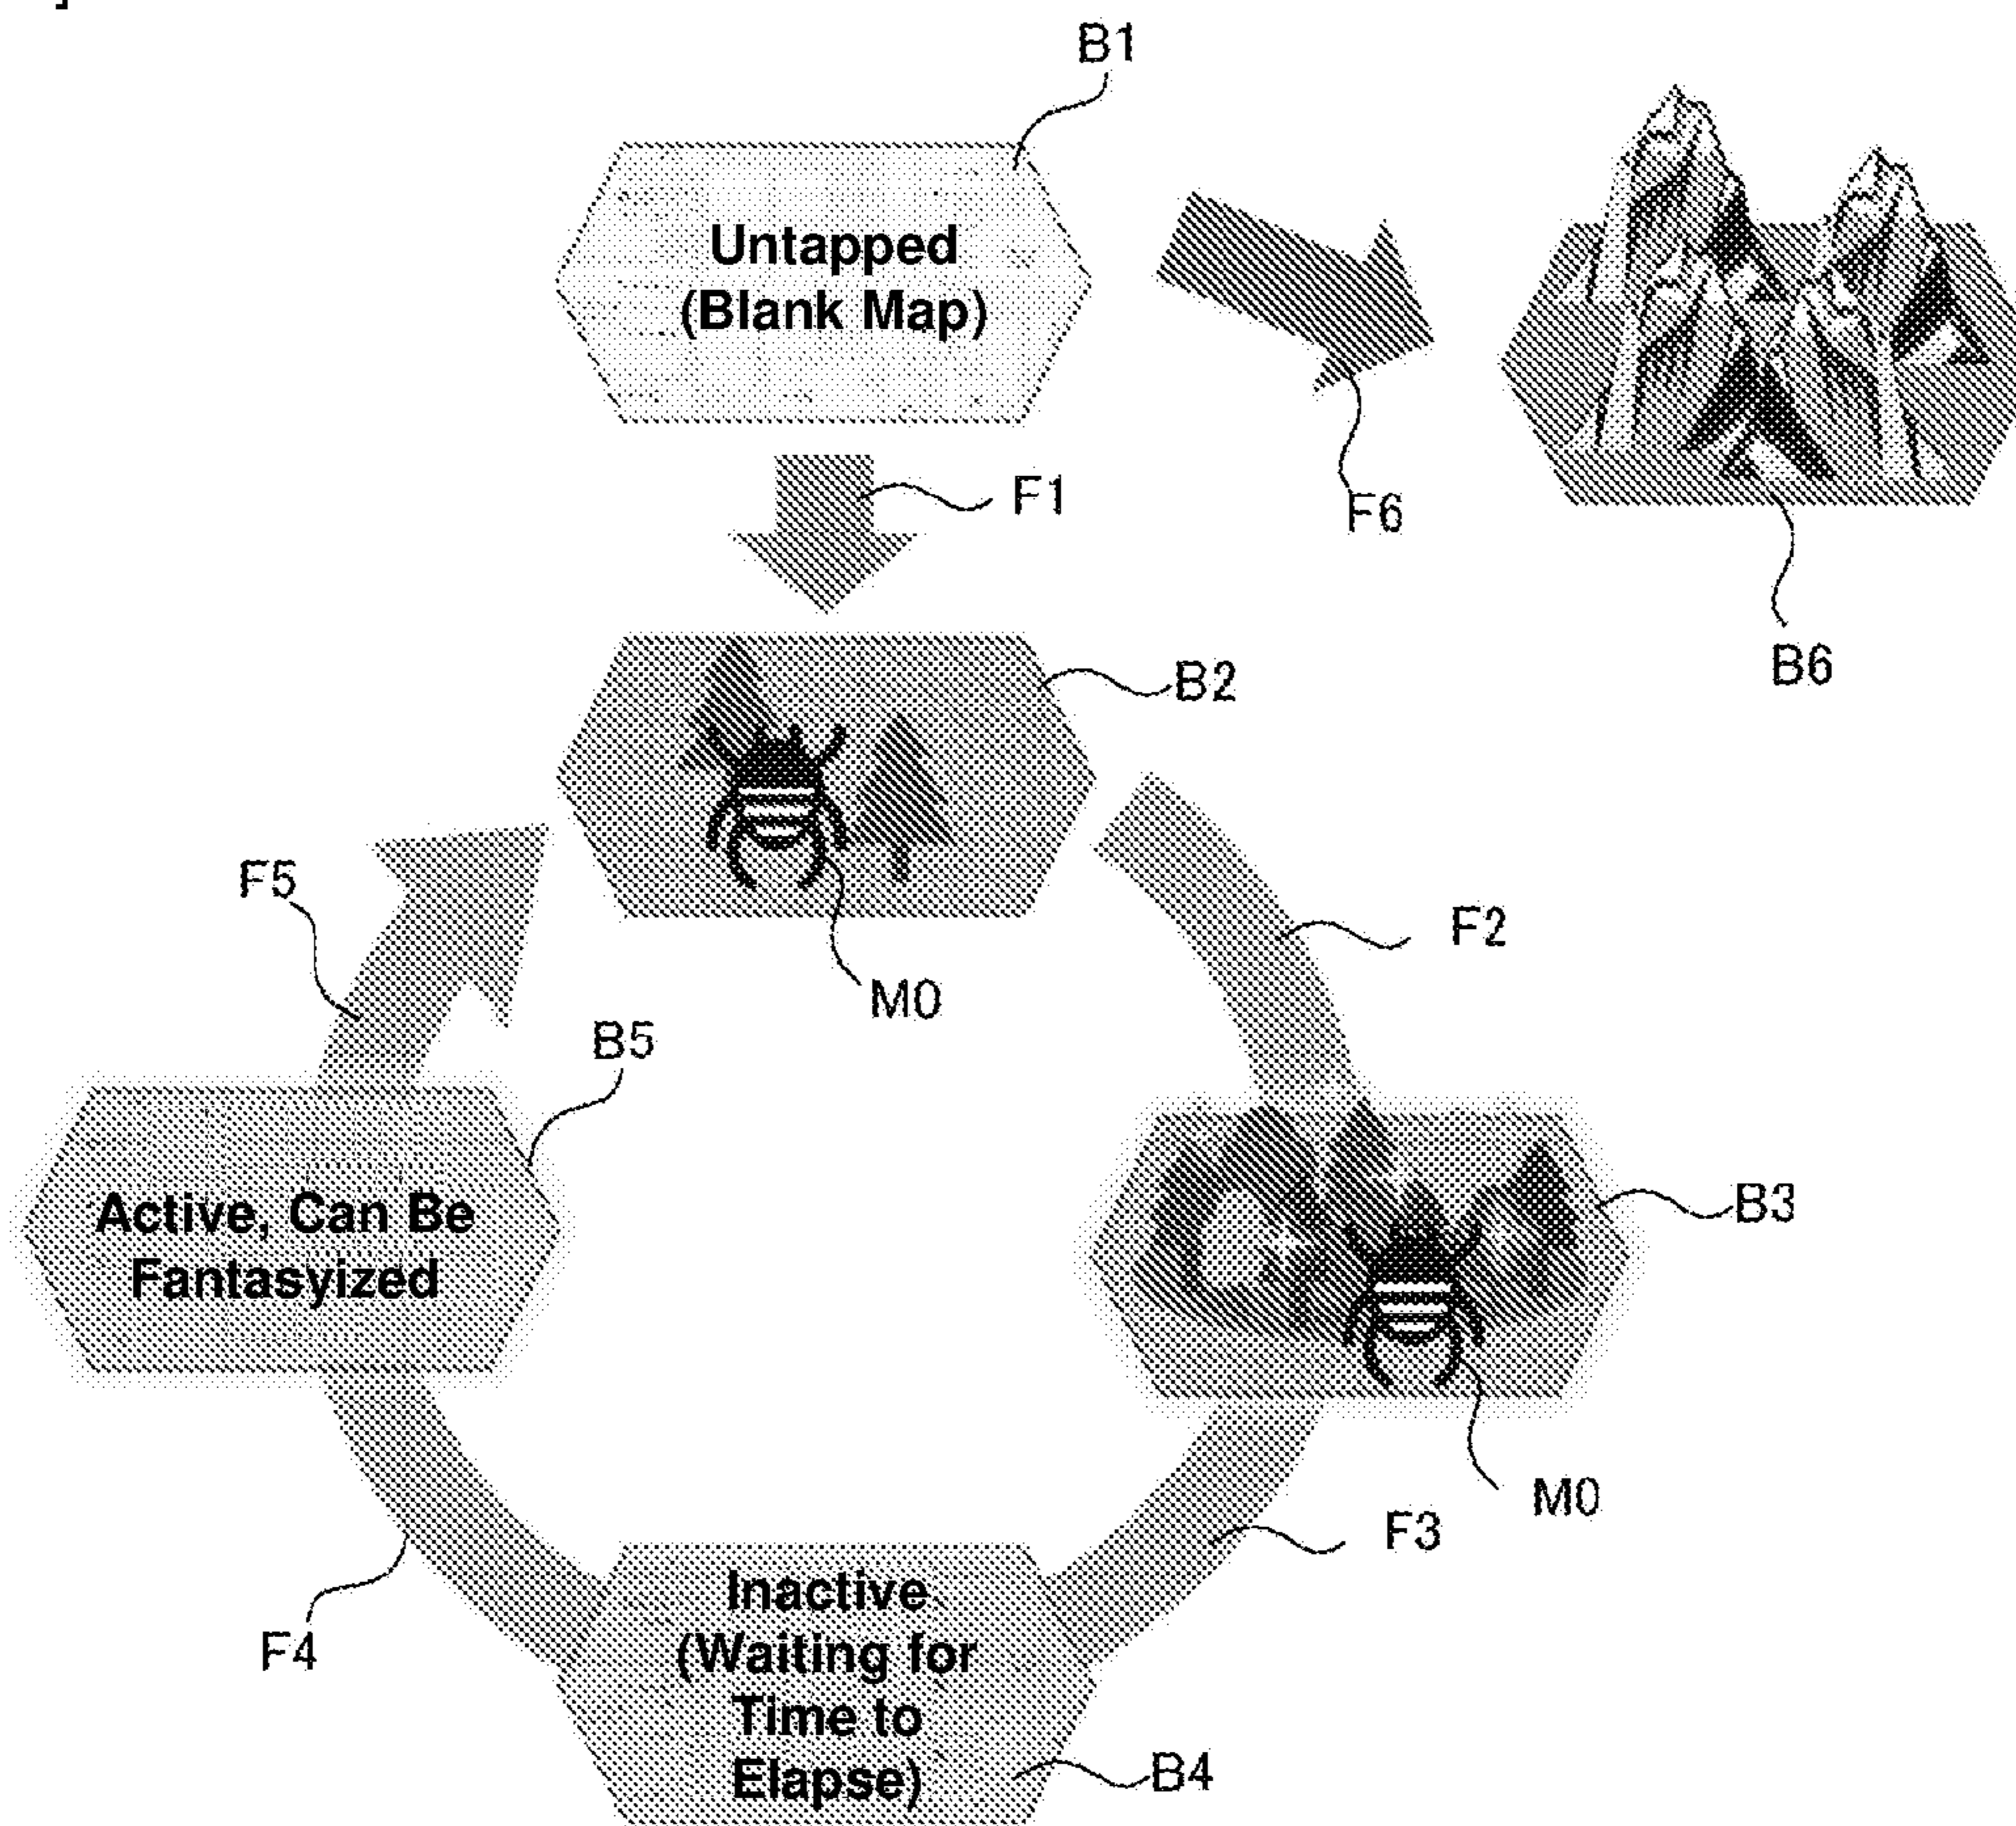 ]
B1
Untapped
(Blank Map)
F1
F6
B6
B2
M0
F2
F5
B5
Active, Can Be
Fantasyized
B3
M0
F3
F4
Inactive
(Waiting for
Time to
Elapse)
B4